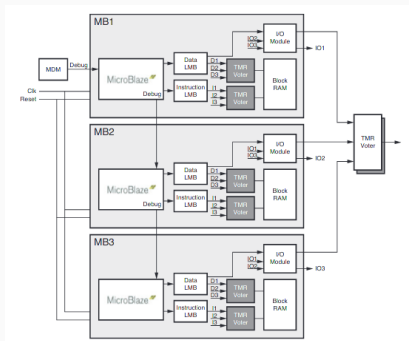 MB1
MDM
Debug
Clk
Reset
MicroBlaze
Debug
Data
LMB
D1
D2
D3
TMR
Voter
Instruction
LMB
I1
I2
I3
TMR
Voter
Block
RAM
IO2
IO3
I/O
Module
IO1
TMR
Voter
MB2
MicroBlaze
Debug
Data
LMB
D1
D2
D3
TMR
Voter
Instruction
LMB
I1
I2
I3
TMR
Voter
Block
RAM
IO1
IO3
I/O
Module
IO2
MB3
MicroBlaze
Data
LMB
D1
D2
D3
TMR
Voter
Instruction
LMB
I1
I2
I3
TMR
Voter
Block
RAM
IO1
IO2
I/O
Module
IO3